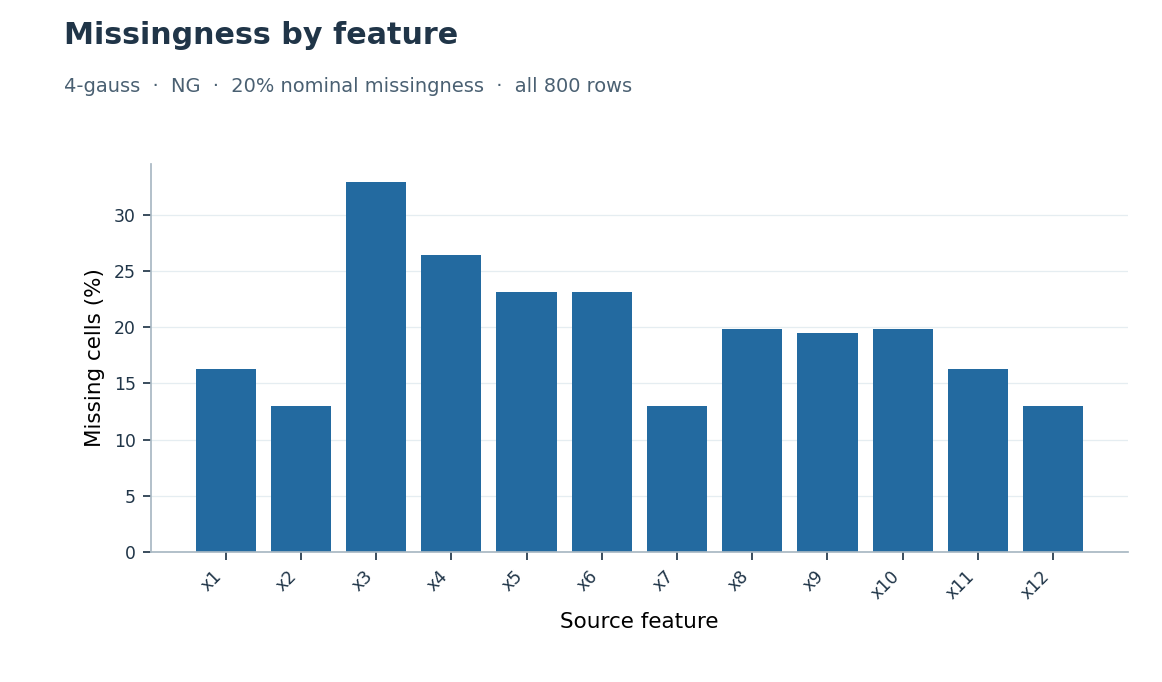 Missingness by feature
4-gauss · NG · 20% nominal missingness · all 800 rows
Missing cells (%)
30
25
20
15
10
5
0
x1 x2 x3 x4 x5 x6 x7 x8 x9 x10 x11 x12
Source feature